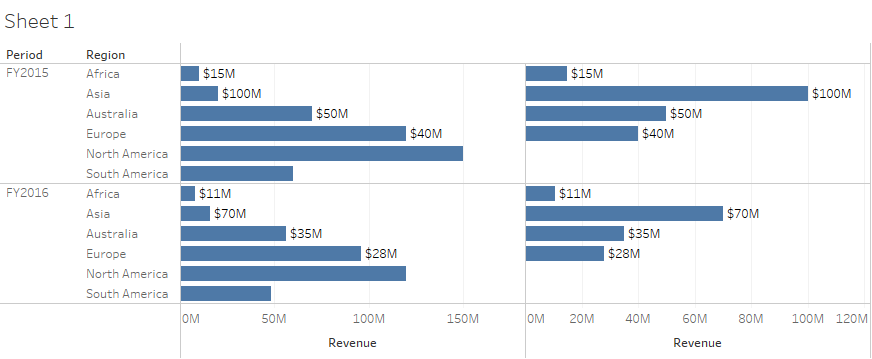 Sheet 1
Period Region
FY2015 Africa $15M $15M
Asia $100M $100M
Australia $50M $50M
Europe $40M $40M
North America
South America
FY2016 Africa $11M $11M
Asia $70M $70M
Australia $35M $35M
Europe $28M $28M
North America
South America
0M 50M 100M 150M 0M 20M 40M 60M 80M 100M 120M
Revenue Revenue